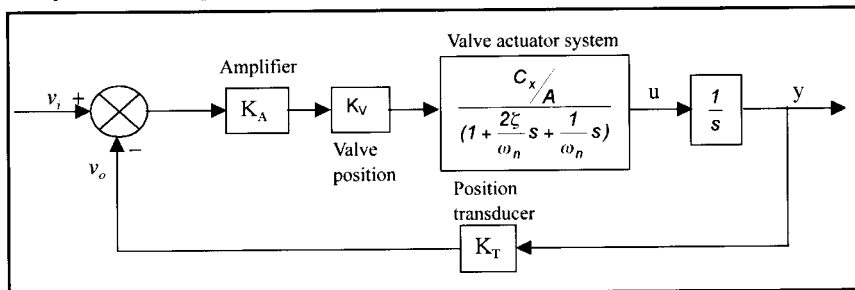 Valve actuator system
Amplifier
C_x/A
v_i +
K_A
K_V
(1 + 2ζ/ω_n s + 1/ω_n s)
u
1/s
y
−
Valve
position
v_o
Position
transducer
K_T